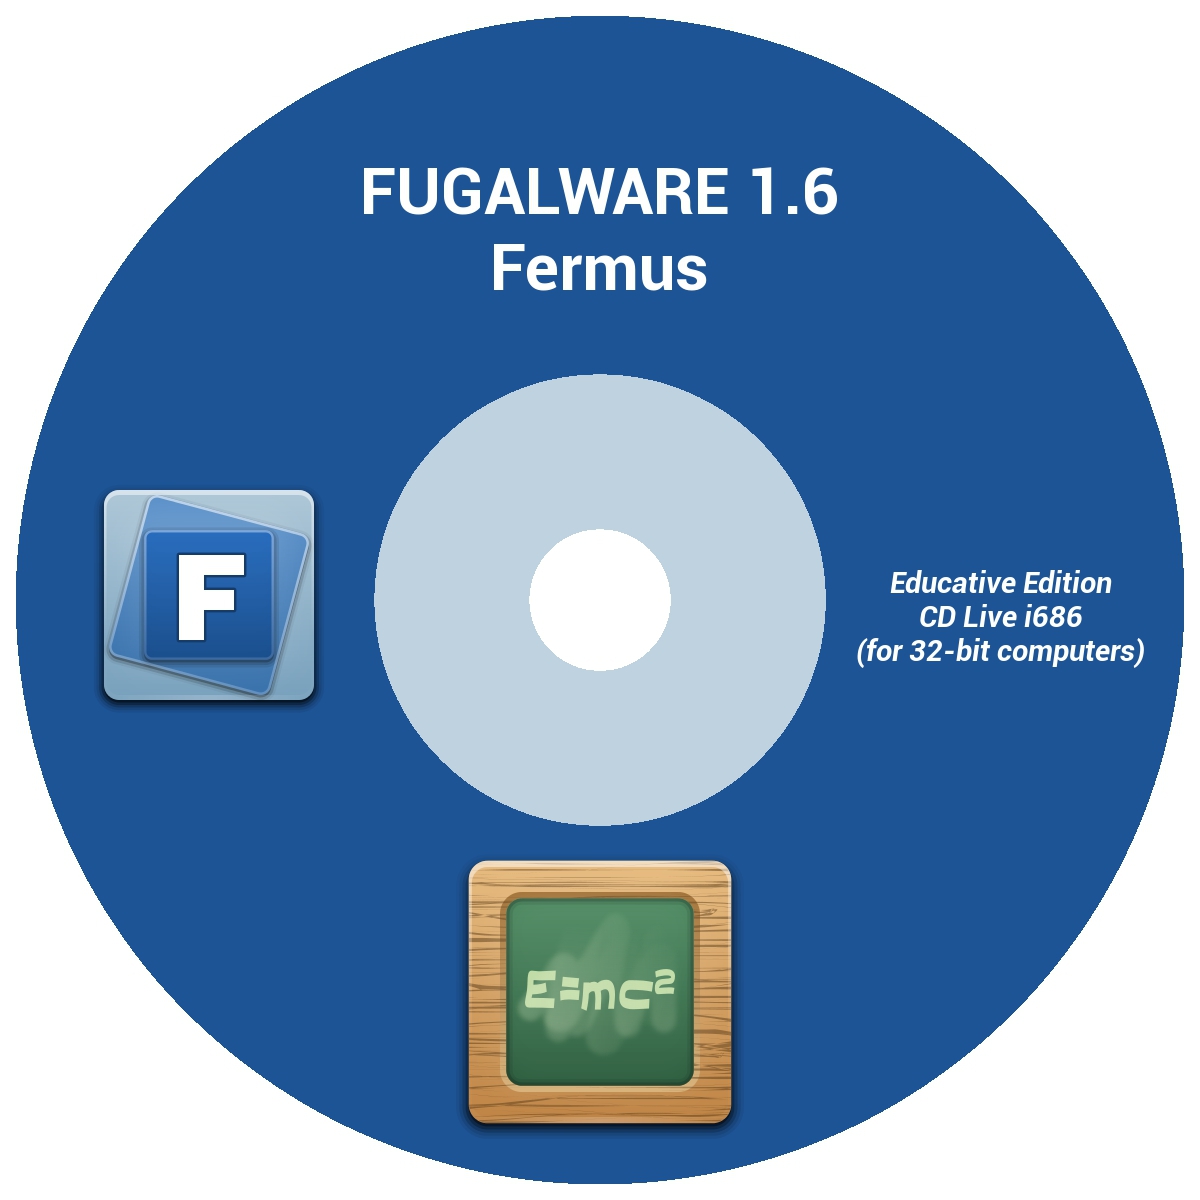 FUGALWARE 1.6
Fermus
F
Educative Edition
CD Live i686
(for 32-bit computers)
E=mc²